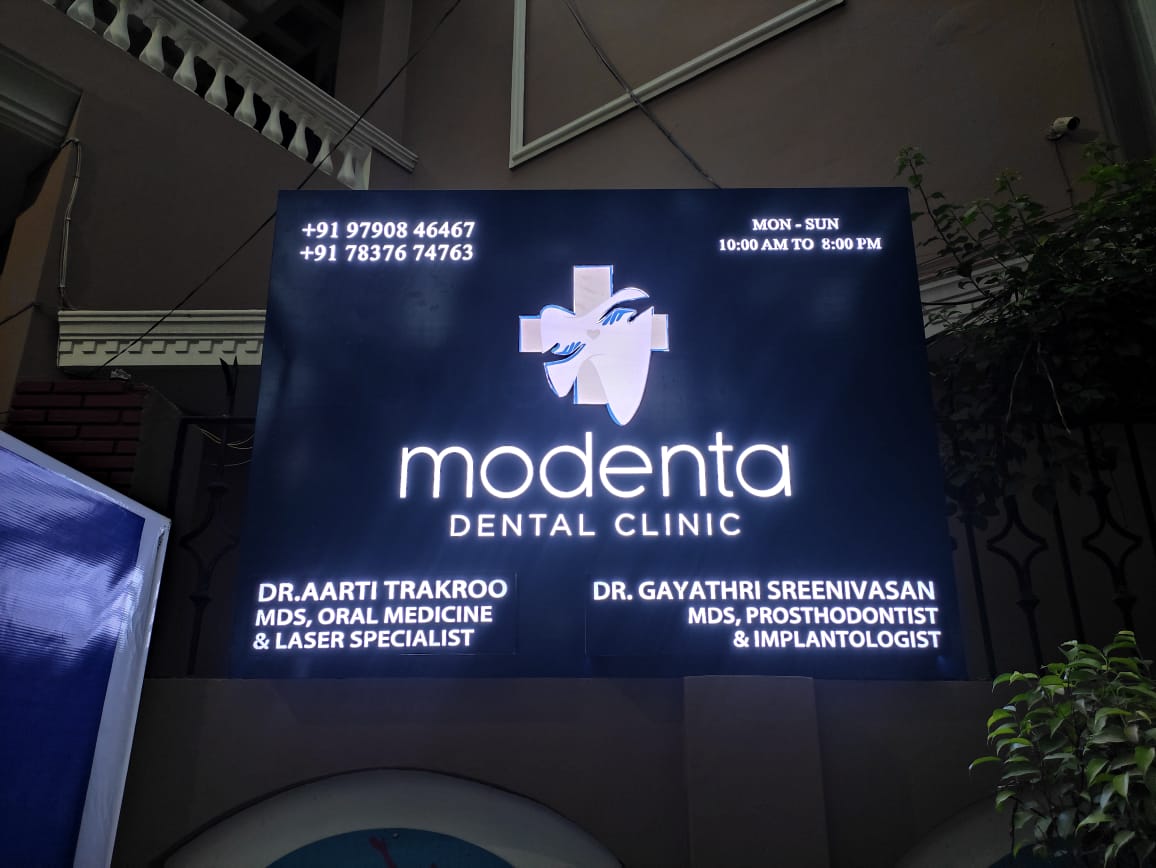 +91 97908 46467
+91 78376 74763
MON - SUN
10:00 AM TO 8:00 PM
modenta
DENTAL CLINIC
DR.AARTI TRAKROO
MDS, ORAL MEDICINE
& LASER SPECIALIST
DR. GAYATHRI SREENIVASAN
MDS, PROSTHODONTIST
& IMPLANTOLOGIST